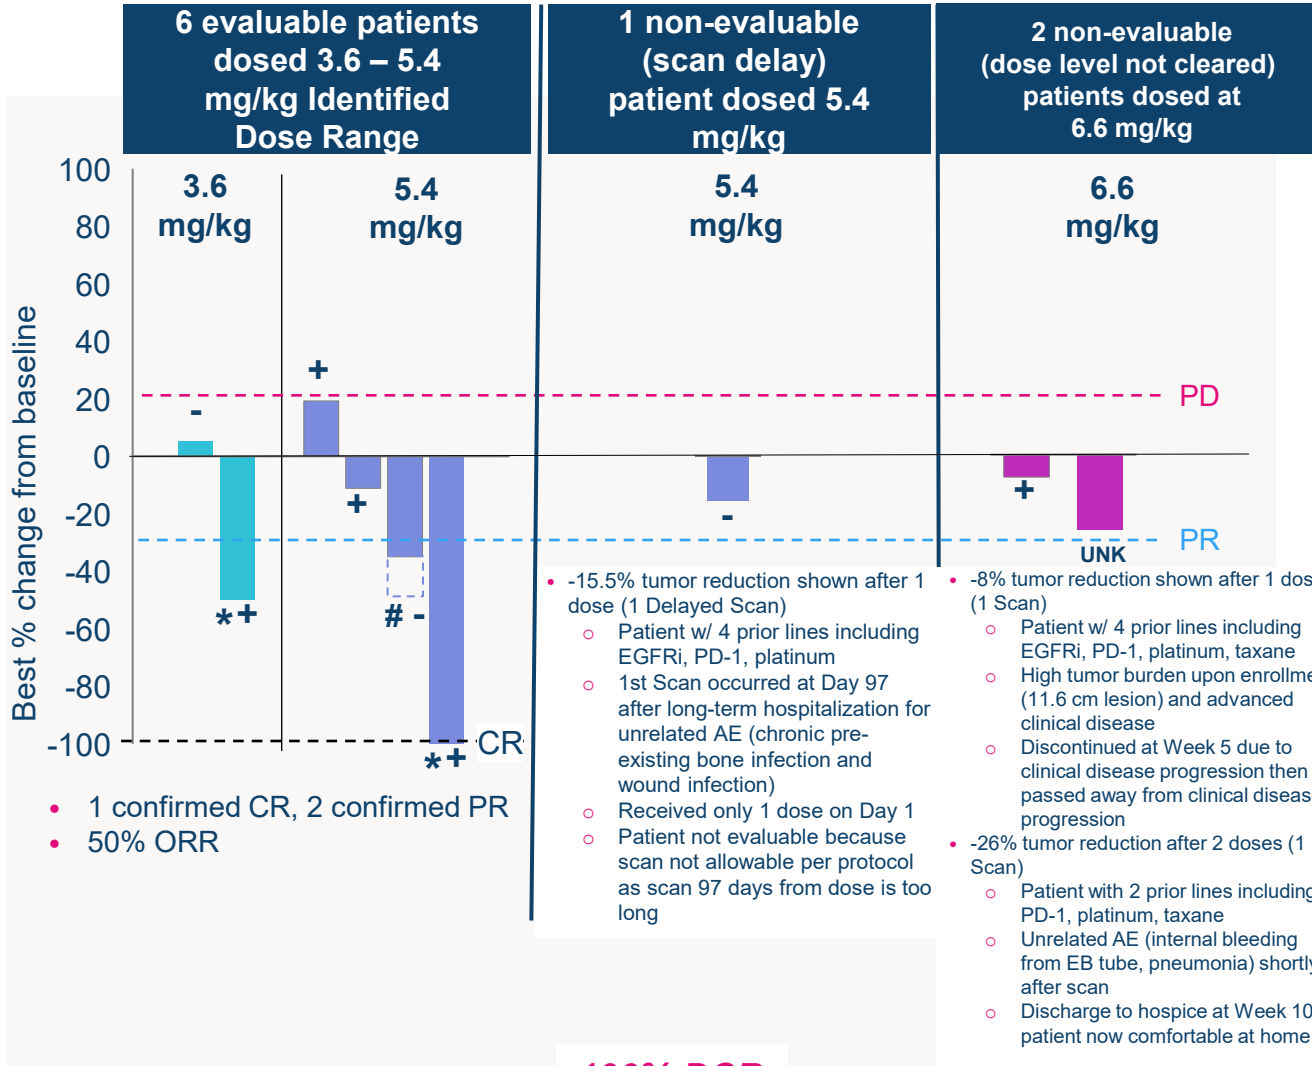 6 evaluable patients
dosed 3.6 – 5.4
mg/kg Identified
Dose Range
1 non-evaluable
(scan delay)
patient dosed 5.4
mg/kg
2 non-evaluable
(dose level not cleared)
patients dosed at
6.6 mg/kg
Best % change from baseline
100
80
60
40
20
0
-20
-40
-60
-80
-100
3.6
mg/kg
5.4
mg/kg
5.4
mg/kg
6.6
mg/kg
-
*+
+
+
# -
*+
-
+
UNK
PD
PR
CR
• 1 confirmed CR, 2 confirmed PR
• 50% ORR
• -15.5% tumor reduction shown after 1
dose (1 Delayed Scan)
o Patient w/ 4 prior lines including
EGFRi, PD-1, platinum
o 1st Scan occurred at Day 97
after long-term hospitalization for
unrelated AE (chronic pre-
existing bone infection and
wound infection)
o Received only 1 dose on Day 1
o Patient not evaluable because
scan not allowable per protocol
as scan 97 days from dose is too
long
• -8% tumor reduction shown after 1 dos
(1 Scan)
o Patient w/ 4 prior lines including
EGFRi, PD-1, platinum, taxane
o High tumor burden upon enrollme
(11.6 cm lesion) and advanced
clinical disease
o Discontinued at Week 5 due to
clinical disease progression then
passed away from clinical diseas
progression
• -26% tumor reduction after 2 doses (1
Scan)
o Patient with 2 prior lines including
PD-1, platinum, taxane
o Unrelated AE (internal bleeding
from EB tube, pneumonia) shortly
after scan
o Discharge to hospice at Week 10
patient now comfortable at home